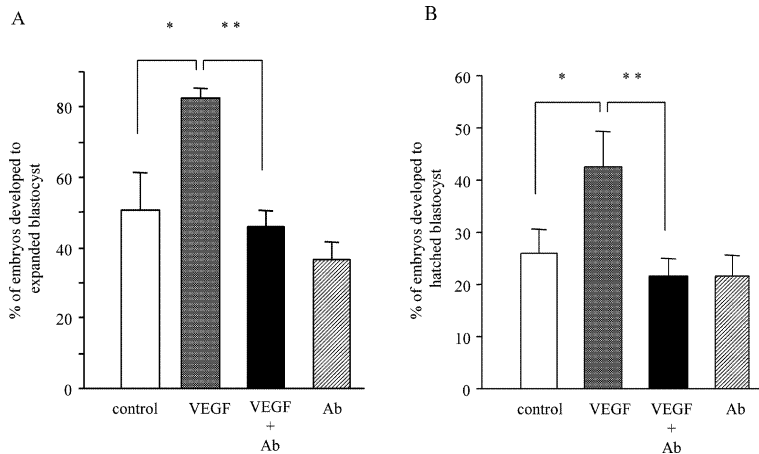 A
*
* *
% of embryos developed to
expanded blastocyst
80
60
40
20
0
control
VEGF
VEGF
+
Ab
Ab
B
*
* *
% of embryos developed to
hatched blastocyst
60
50
40
30
20
10
0
control
VEGF
VEGF
+
Ab
Ab